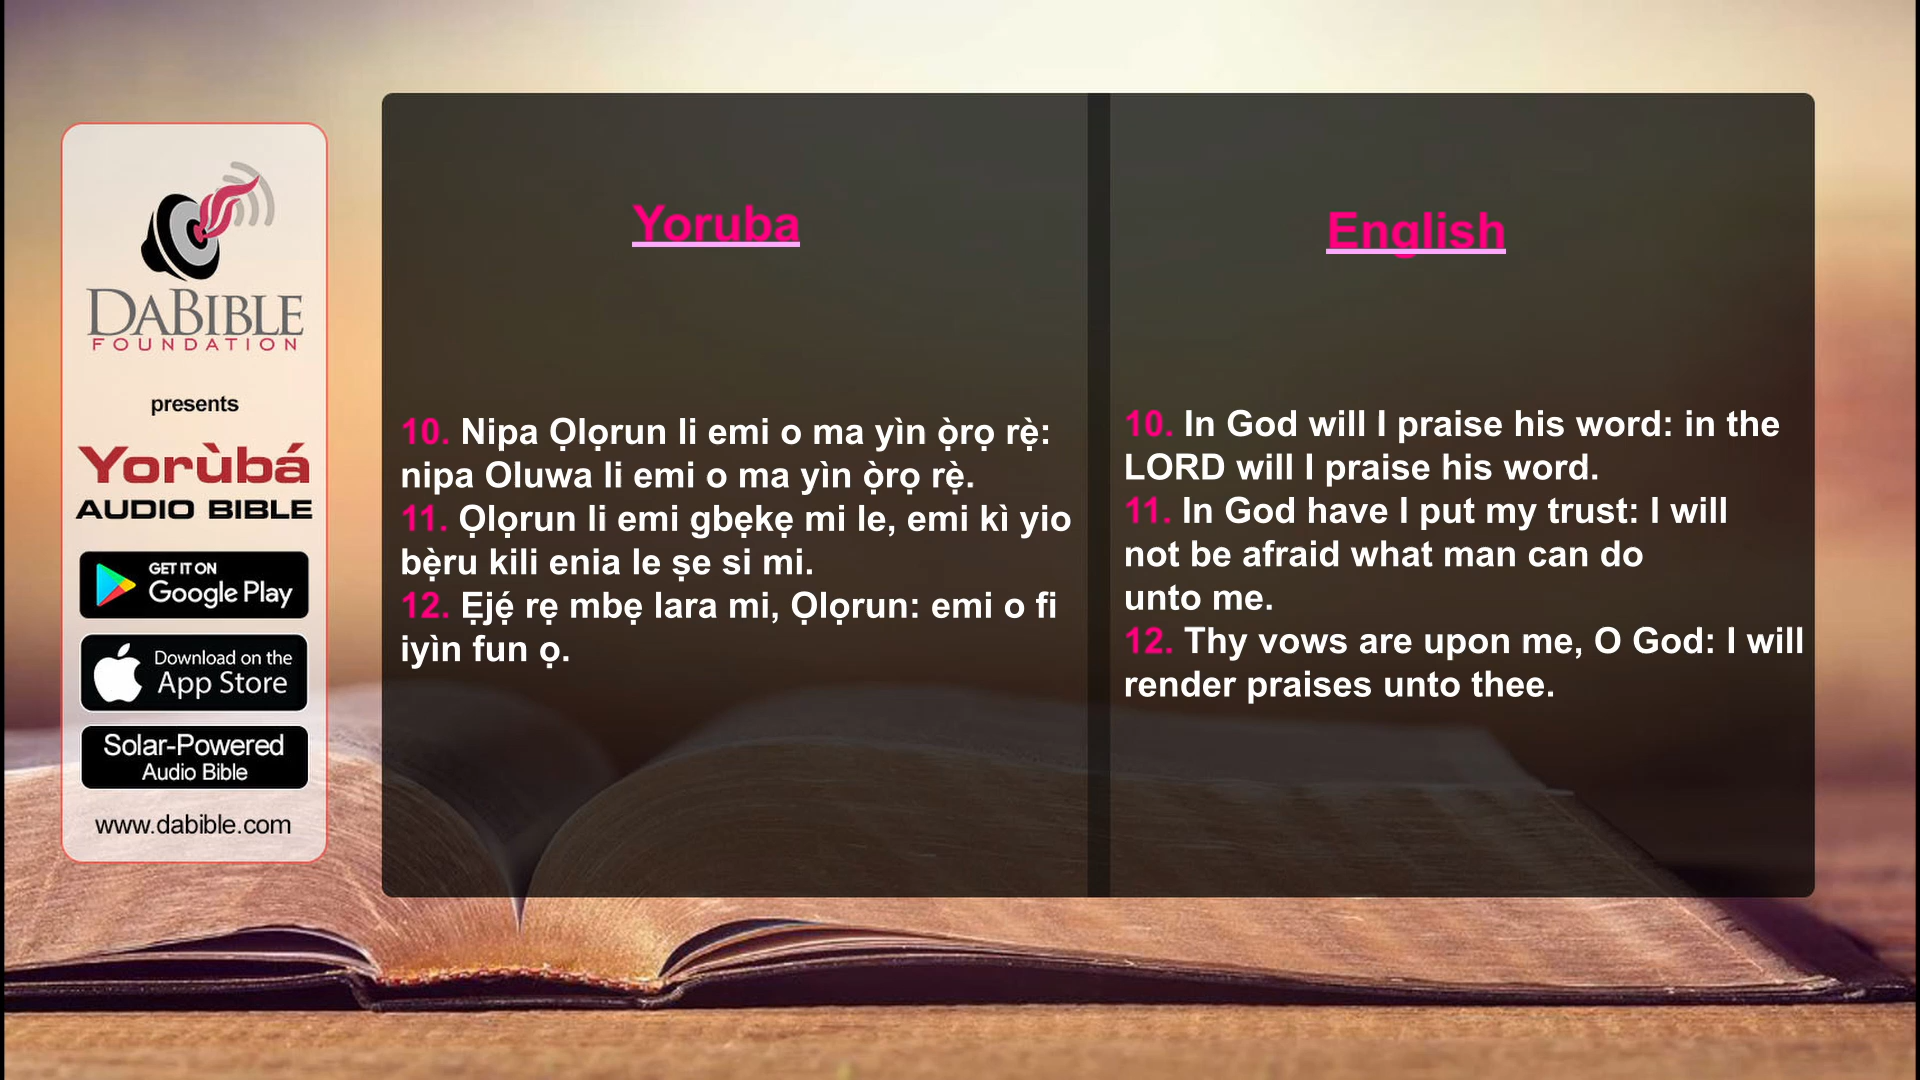 DABIBLE
FOUNDATION
presents
Yorùbá
AUDIO BIBLE
GET IT ON
Google Play
Download on the
App Store
Solar-Powered
Audio Bible
www.dabible.com
Yoruba
10. Nipa Ọlọrun li emi o ma yìn ọ̀rọ rẹ̀:
nipa Oluwa li emi o ma yìn ọ̀rọ rẹ̀.
11. Ọlọrun li emi gbẹkẹ mi le, emi kì yio
bẹ̀ru kili enia le ṣe si mi.
12. Ẹjẹ́ rẹ mbẹ lara mi, Ọlọrun: emi o fi
iyìn fun ọ.
English
10. In God will I praise his word: in the
LORD will I praise his word.
11. In God have I put my trust: I will
not be afraid what man can do
unto me.
12. Thy vows are upon me, O God: I will
render praises unto thee.